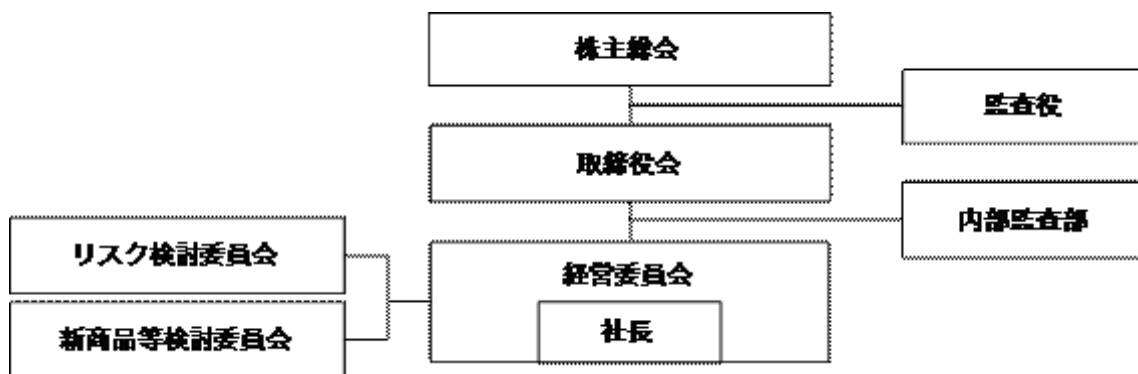 株主総会
監査役
取締役会
内部監査部
リスク検討委員会
経営委員会
新商品等検討委員会
社長